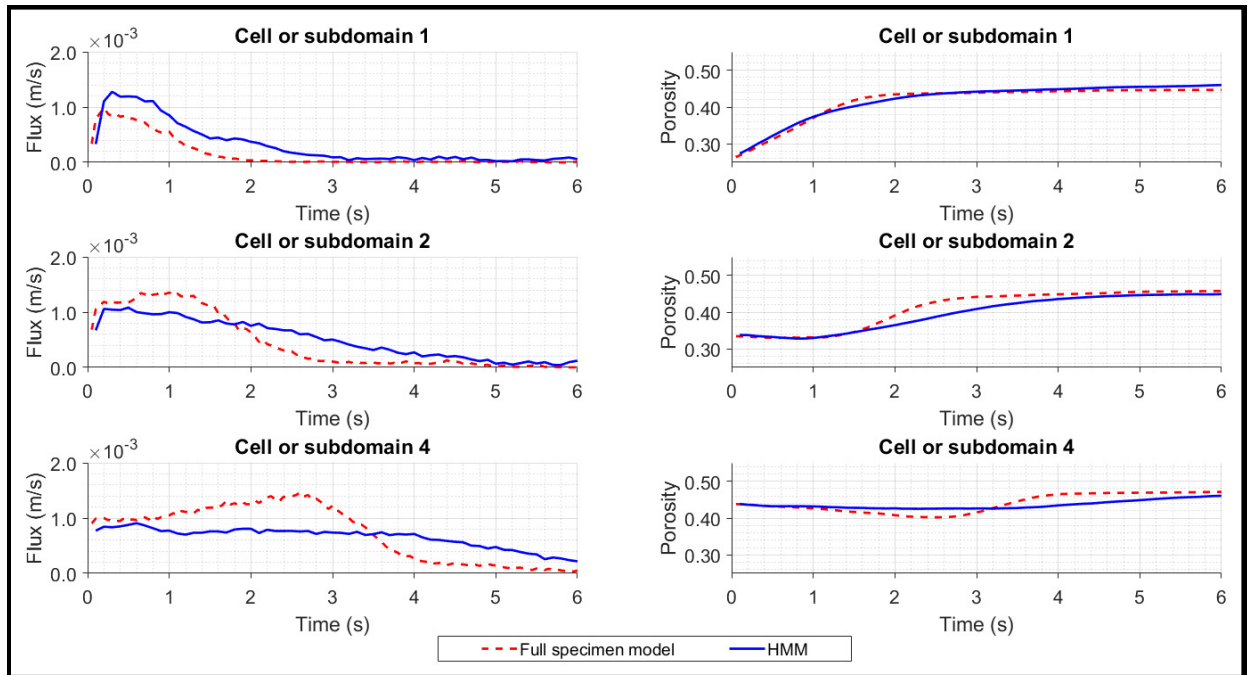 Cell or subdomain 1
×10-3
2.0
1.0
0.0
Flux (m/s)
0 1 2 3 4 5 6
Time (s)
Cell or subdomain 1
0.50
0.40
0.30
Porosity
0 1 2 3 4 5 6
Time (s)
Cell or subdomain 2
×10-3
2.0
1.0
0.0
Flux (m/s)
0 1 2 3 4 5 6
Time (s)
Cell or subdomain 2
0.50
0.40
0.30
Porosity
0 1 2 3 4 5 6
Time (s)
Cell or subdomain 4
×10-3
2.0
1.0
0.0
Flux (m/s)
0 1 2 3 4 5 6
Time (s)
Cell or subdomain 4
0.50
0.40
0.30
Porosity
0 1 2 3 4 5 6
Time (s)
Full specimen model HMM